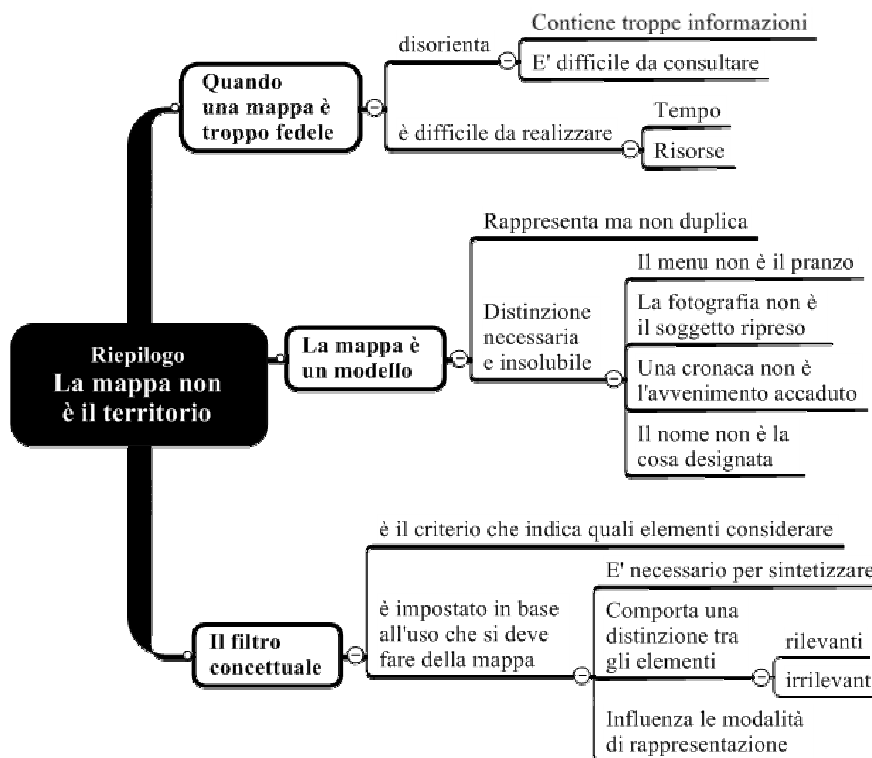 Contiene troppe informazioni
disorienta
E' difficile da consultare
Quando
una mappa è
troppo fedele
Tempo
è difficile da realizzare
Risorse
Rappresenta ma non duplica
Il menu non è il pranzo
Distinzione
necessaria
e insolubile
La fotografia non è
il soggetto ripreso
Riepilogo
La mappa non
è il territorio
La mappa è
un modello
Una cronaca non è
l'avvenimento accaduto
Il nome non è la
cosa designata
è il criterio che indica quali elementi considerare
E' necessario per sintetizzare
è impostato in base
all'uso che si deve
fare della mappa
Comporta una
distinzione tra
gli elementi
rilevanti
irrilevanti
Il filtro
concettuale
Influenza le modalità
di rappresentazione